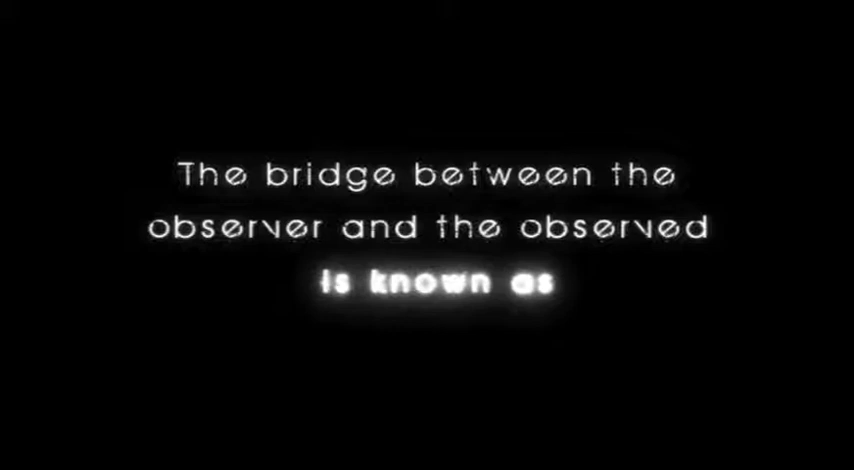 The bridge between the
observer and the observed
is known as